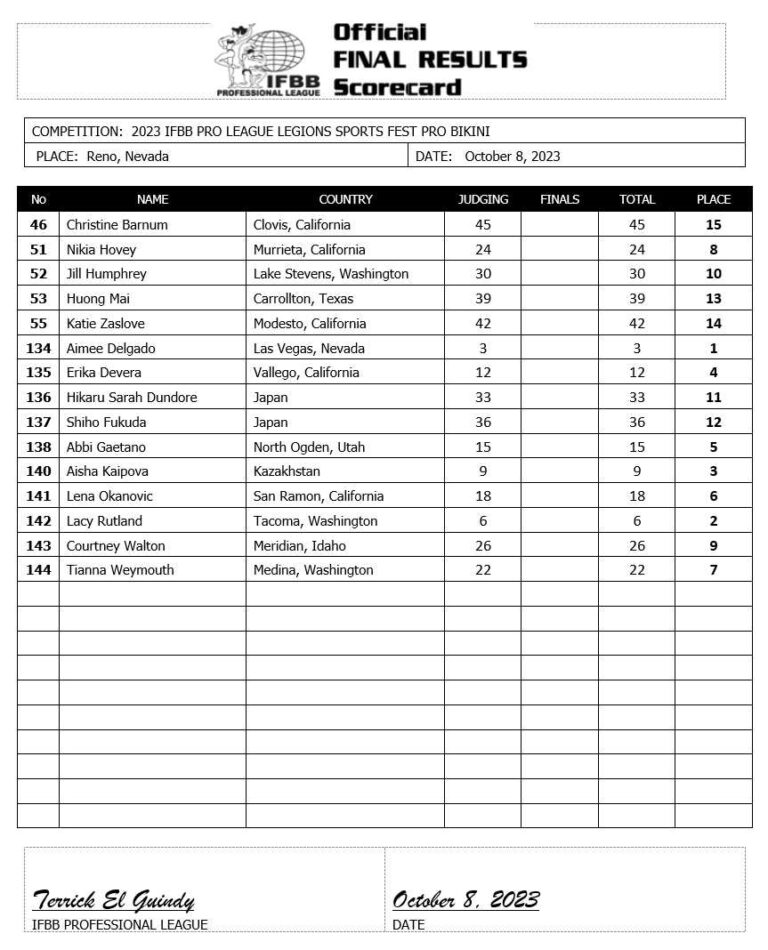 Official
FINAL RESULTS
Scorecard
IFBB
PROFESSIONAL LEAGUE
COMPETITION: 2023 IFBB PRO LEAGUE LEGIONS SPORTS FEST PRO BIKINI
PLACE: Reno, Nevada DATE: October 8, 2023
No NAME COUNTRY JUDGING FINALS TOTAL PLACE
46 Christine Barnum Clovis, California 45 45 15
51 Nikia Hovey Murrieta, California 24 24 8
52 Jill Humphrey Lake Stevens, Washington 30 30 10
53 Huong Mai Carrollton, Texas 39 39 13
55 Katie Zaslove Modesto, California 42 42 14
134 Aimee Delgado Las Vegas, Nevada 3 3 1
135 Erika Devera Vallego, California 12 12 4
136 Hikaru Sarah Dundore Japan 33 33 11
137 Shiho Fukuda Japan 36 36 12
138 Abbi Gaetano North Ogden, Utah 15 15 5
140 Aisha Kaipova Kazakhstan 9 9 3
141 Lena Okanovic San Ramon, California 18 18 6
142 Lacy Rutland Tacoma, Washington 6 6 2
143 Courtney Walton Meridian, Idaho 26 26 9
144 Tianna Weymouth Medina, Washington 22 22 7
Terrick El Guindy October 8, 2023
IFBB PROFESSIONAL LEAGUE DATE